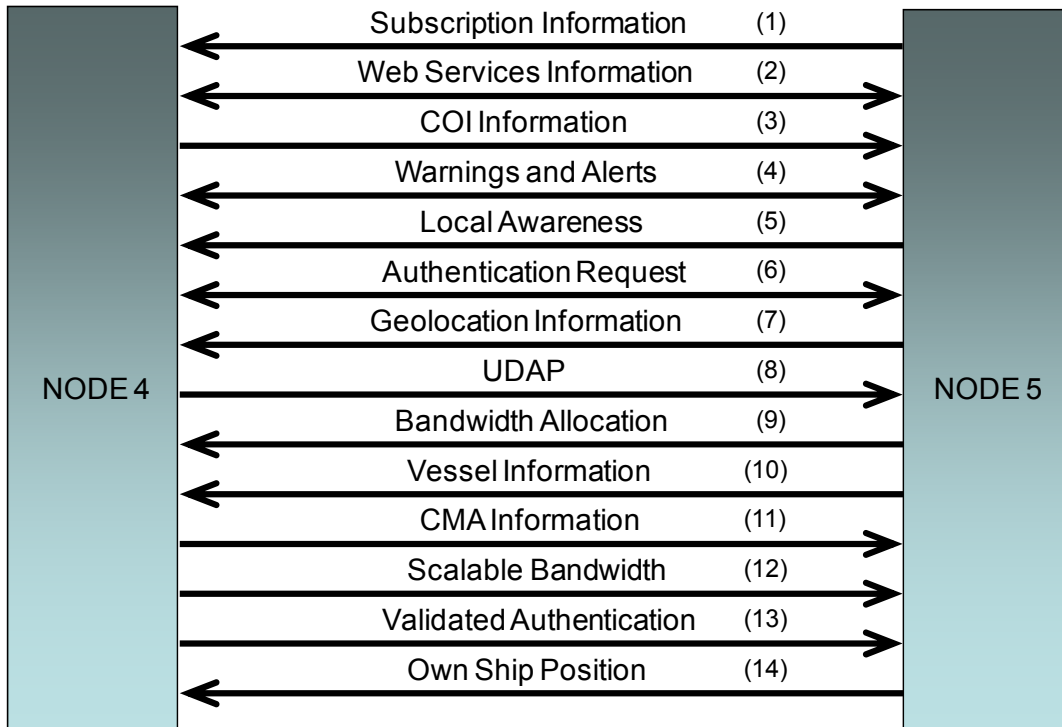 Subscription Information (1)
Web Services Information (2)
COI Information (3)
Warnings and Alerts (4)
Local Awareness (5)
Authentication Request (6)
Geolocation Information (7)
UDAP (8)
NODE 4
NODE 5
Bandwidth Allocation (9)
Vessel Information (10)
CMA Information (11)
Scalable Bandwidth (12)
Validated Authentication (13)
Own Ship Position (14)